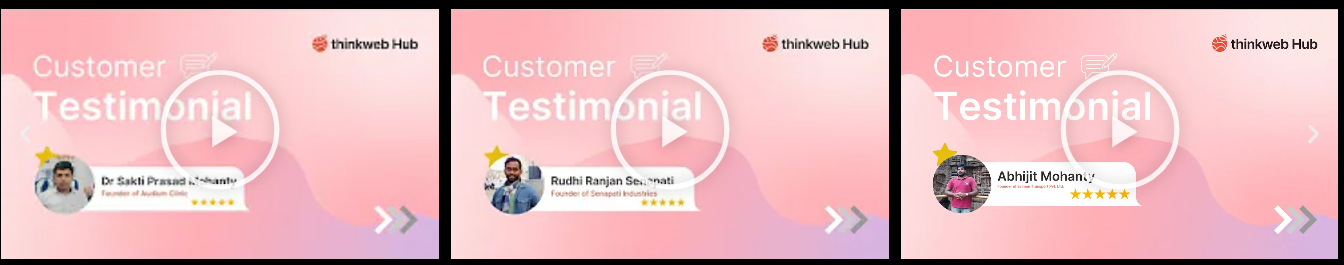 thinkweb Hub
Customer
Testimonial
Dr Sakti Prasad Mohanty
Founder of Audium Clinic
thinkweb Hub
Customer
Testimonial
Rudhi Ranjan Senapati
Founder of Senapati Industries
thinkweb Hub
Customer
Testimonial
Abhijit Mohanty